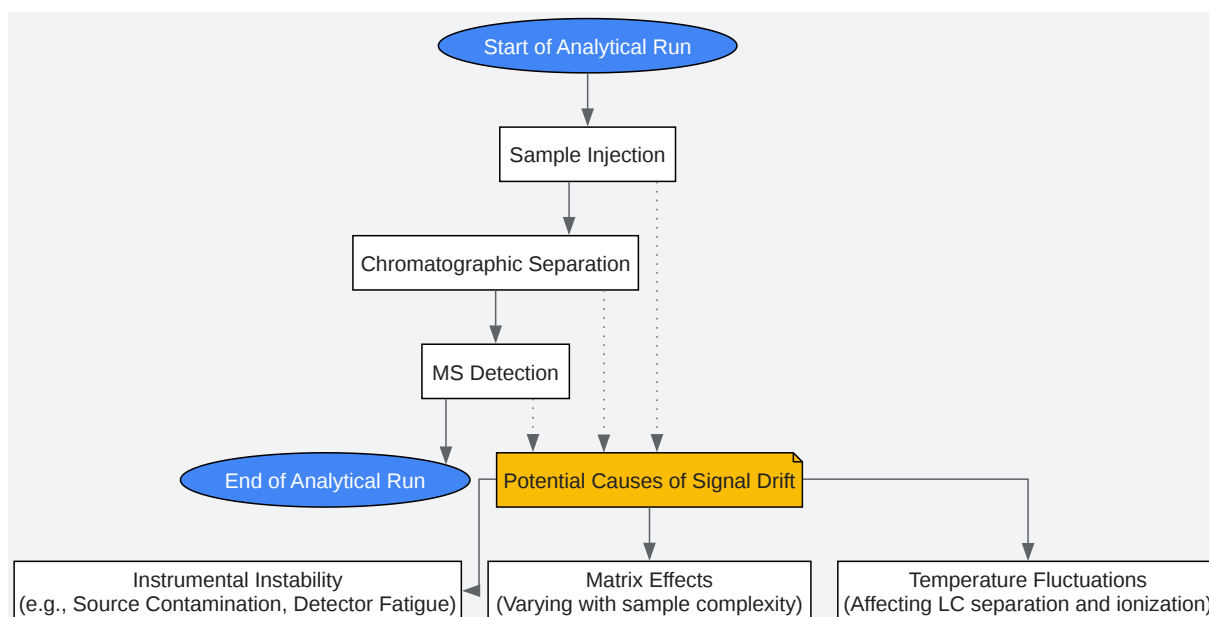 Start of Analytical Run
Sample Injection
Chromatographic Separation
MS Detection
End of Analytical Run
Potential Causes of Signal Drift
Instrumental Instability
(e.g., Source Contamination, Detector Fatigue)
Matrix Effects
(Varying with sample complexity)
Temperature Fluctuations
(Affecting LC separation and ionization)